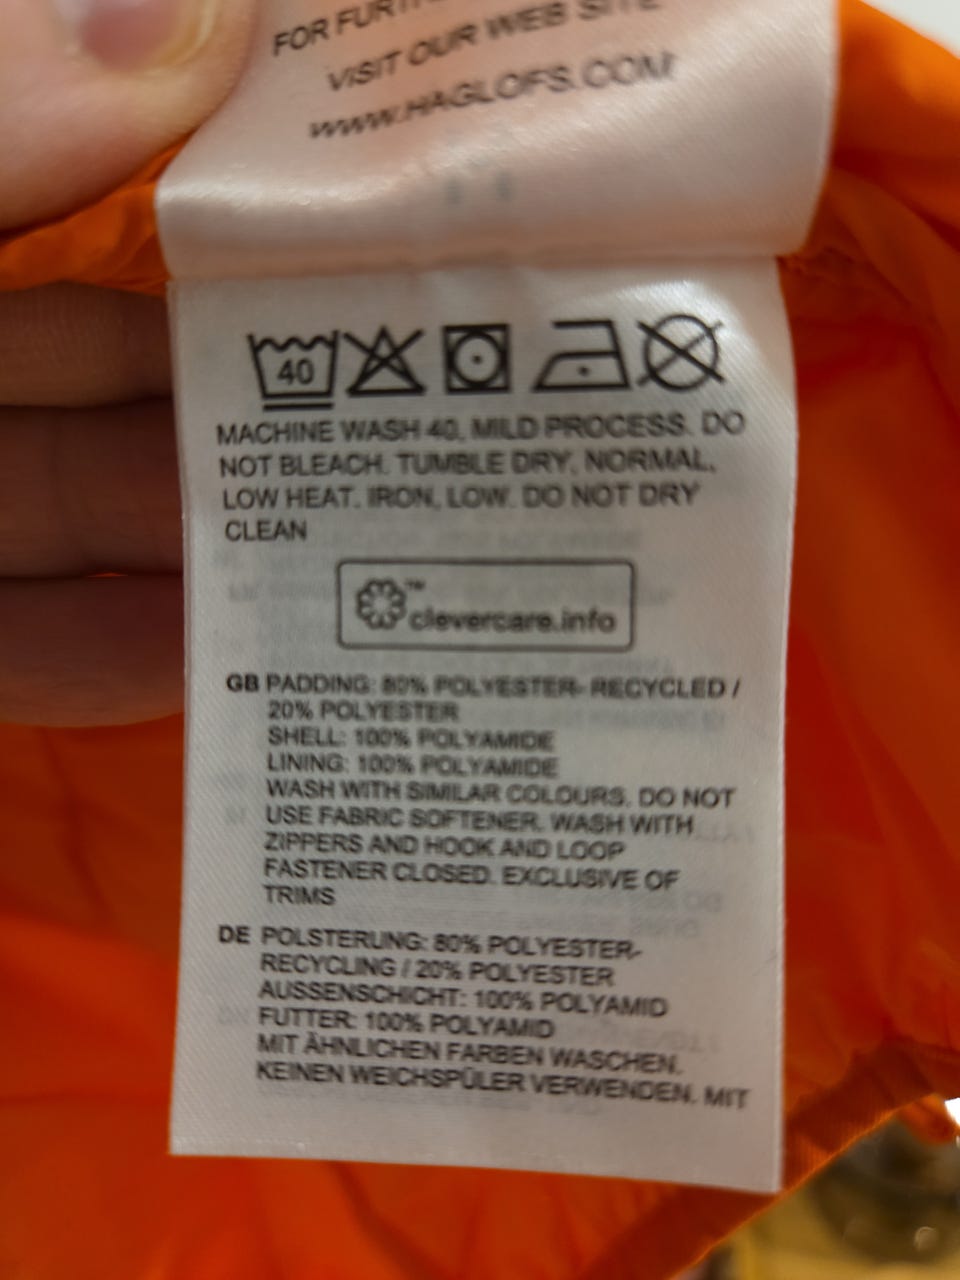 FOR FURTHER
VISIT OUR WEB SITE
WWW.HAGLOFS.COM
40
MACHINE WASH 40, MILD PROCESS. DO
NOT BLEACH. TUMBLE DRY, NORMAL,
LOW HEAT. IRON, LOW. DO NOT DRY
CLEAN
™
clevercare.info
GB PADDING: 80% POLYESTER- RECYCLED /
20% POLYESTER
SHELL: 100% POLYAMIDE
LINING: 100% POLYAMIDE
WASH WITH SIMILAR COLOURS. DO NOT
USE FABRIC SOFTENER. WASH WITH
ZIPPERS AND HOOK AND LOOP
FASTENER CLOSED. EXCLUSIVE OF
TRIMS
DE POLSTERUNG: 80% POLYESTER-
RECYCLING / 20% POLYESTER
AUSSENSCHICHT: 100% POLYAMID
FUTTER: 100% POLYAMID
MIT ÄHNLICHEN FARBEN WASCHEN.
KEINEN WEICHSPÜLER VERWENDEN. MIT